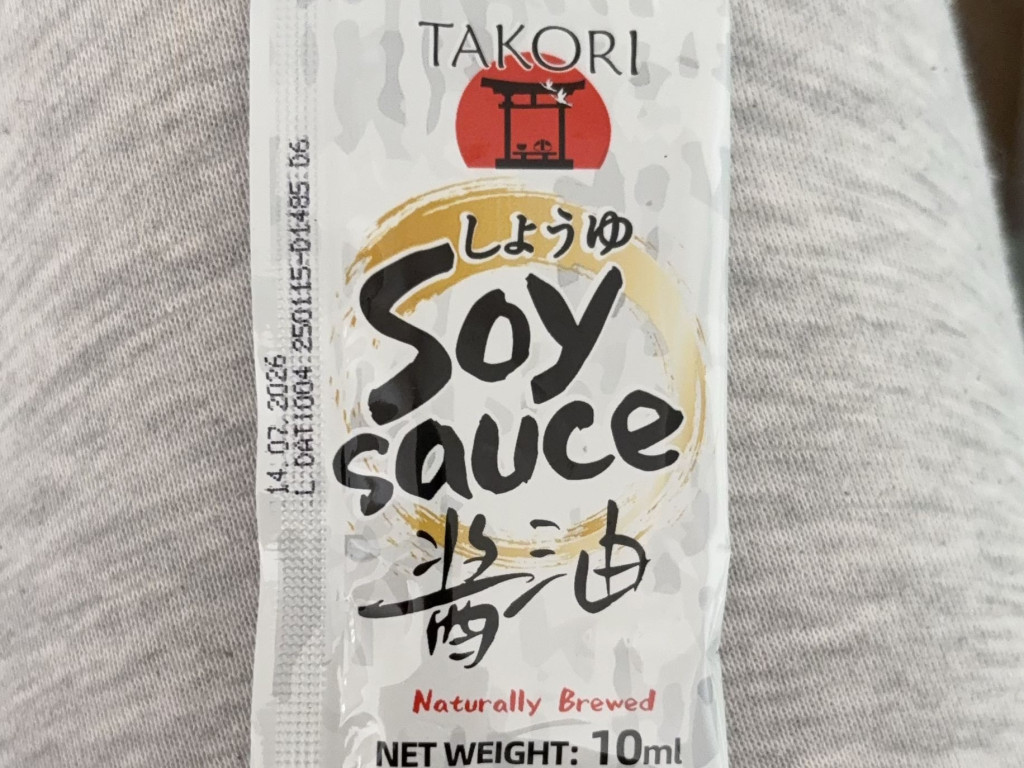 TAKORI
しょうゆ
Soy
sauce
醤油
Naturally Brewed
NET WEIGHT: 10ml
14.07.2026
L DAT1004 250115-01485 06